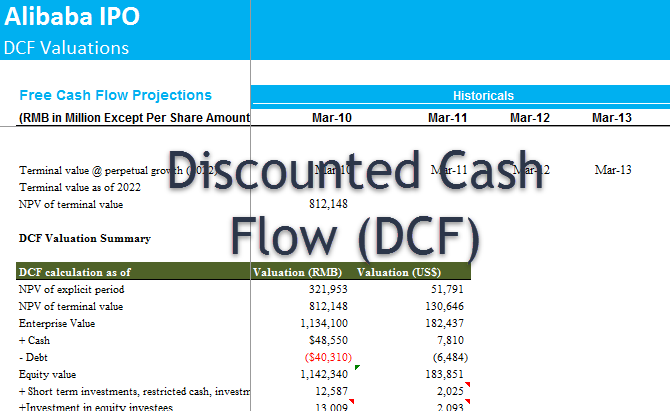 Alibaba IPO
DCF Valuations
Free Cash Flow Projections
Historicals
(RMB in Million Except Per Share Amount Mar-10 Mar-11 Mar-12 Mar-13
Terminal value @ perpetual growth (2022) Mar-10 Mar-11 Mar-12 Mar-13
Discounted Cash
Terminal value as of 2022
NPV of terminal value 812,148
Flow (DCF)
DCF Valuation Summary
DCF calculation as of Valuation (RMB) Valuation (US$)
NPV of explicit period 321,953 51,791
NPV of terminal value 812,148 130,646
Enterprise Value 1,134,100 182,437
+ Cash $48,550 7,810
- Debt ($40,310) (6,484)
Equity value 1,142,340 183,851
+ Short term investments, restricted cash, investm 12,587 2,025
+Investment in equity investees 13,009 2,093